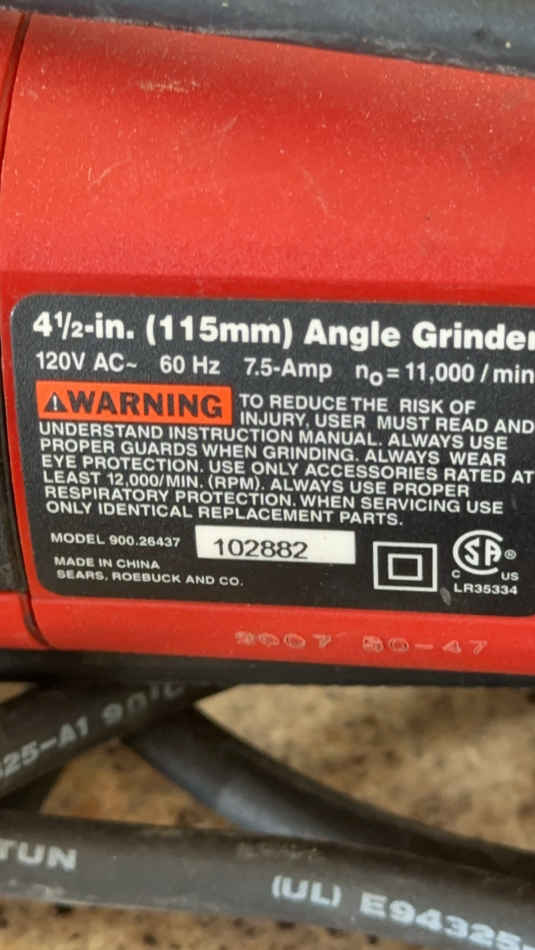 4½-in. (115mm) Angle Grinder
120V AC~ 60 Hz 7.5-Amp no = 11,000 / min
WARNING TO REDUCE THE RISK OF
INJURY, USER MUST READ AND
UNDERSTAND INSTRUCTION MANUAL. ALWAYS USE
PROPER GUARDS WHEN GRINDING. ALWAYS WEAR
EYE PROTECTION. USE ONLY ACCESSORIES RATED AT
LEAST 12,000/MIN. (RPM). ALWAYS USE PROPER
RESPIRATORY PROTECTION. WHEN SERVICING USE
ONLY IDENTICAL REPLACEMENT PARTS.
MODEL 900.26437 102882
MADE IN CHINA
SEARS, ROEBUCK AND CO.
C SA ® US
LR35334
-47
325-A1 90°C
TUN
(UL) E94325-